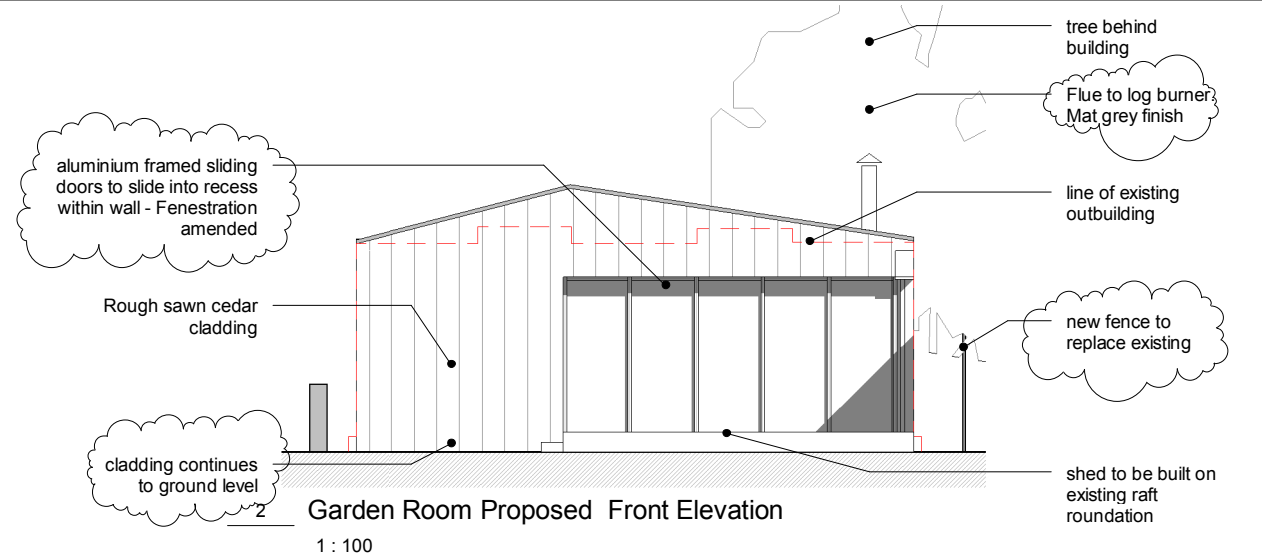 tree behind
building
Flue to log burner
Mat grey finish
aluminium framed sliding
doors to slide into recess
within wall - Fenestration
amended
line of existing
outbuilding
Rough sawn cedar
cladding
new fence to
replace existing
cladding continues
to ground level
shed to be built on
existing raft
roundation
2 Garden Room Proposed Front Elevation
1 : 100